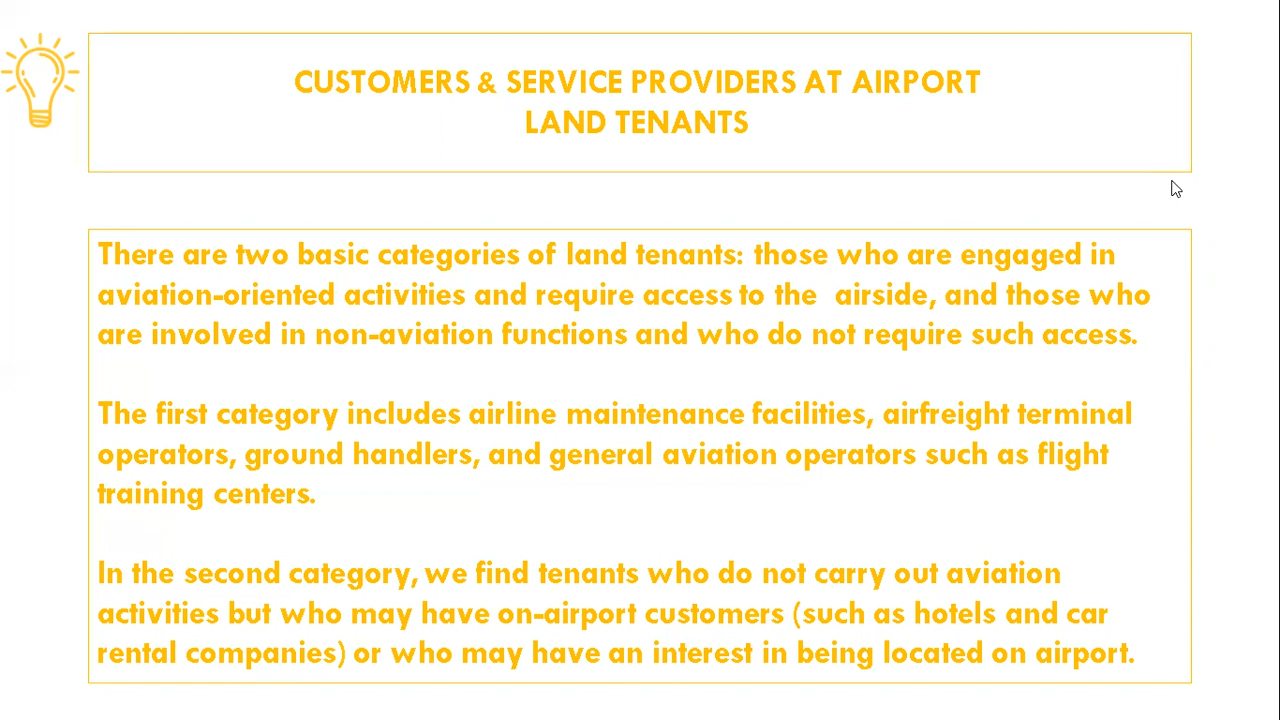 CUSTOMERS & SERVICE PROVIDERS AT AIRPORT
LAND TENANTS
There are two basic categories of land tenants: those who are engaged in
aviation-oriented activities and require access to the  airside, and those who
are involved in non-aviation functions and who do not require such access.
The first category includes airline maintenance facilities, airfreight terminal
operators, ground handlers, and general aviation operators such as flight
training centers.
In the second category, we find tenants who do not carry out aviation
activities but who may have on-airport customers (such as hotels and car
rental companies) or who may have an interest in being located on airport.